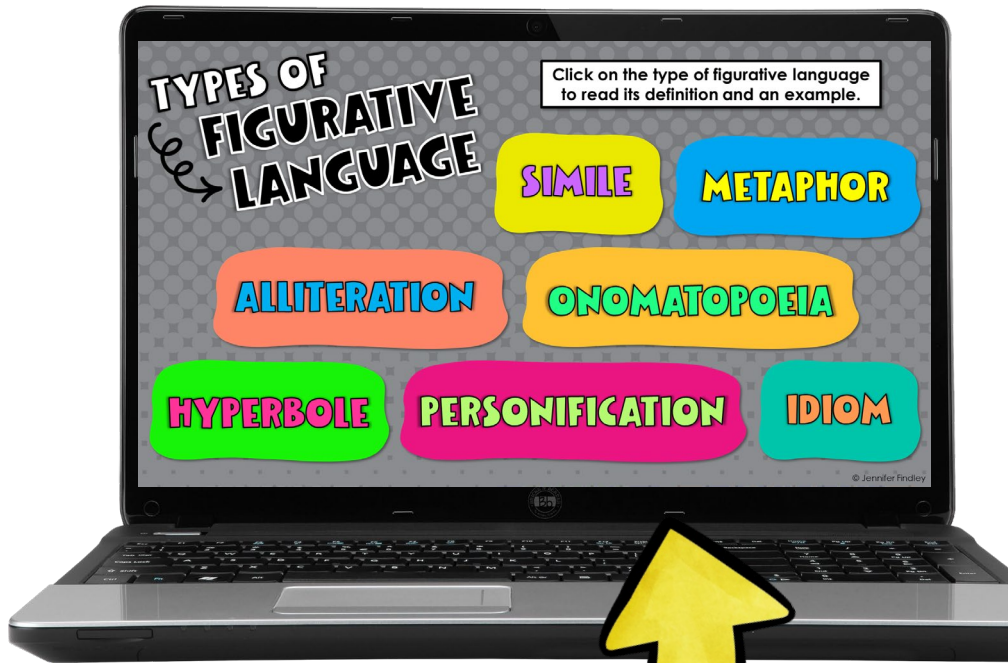 TYPES OF
FIGURATIVE
LANGUAGE
Click on the type of figurative language
to read its definition and an example.
SIMILE
METAPHOR
ALLITERATION
ONOMATOPOEIA
HYPERBOLE
PERSONIFICATION
IDIOM
© Jennifer Findley